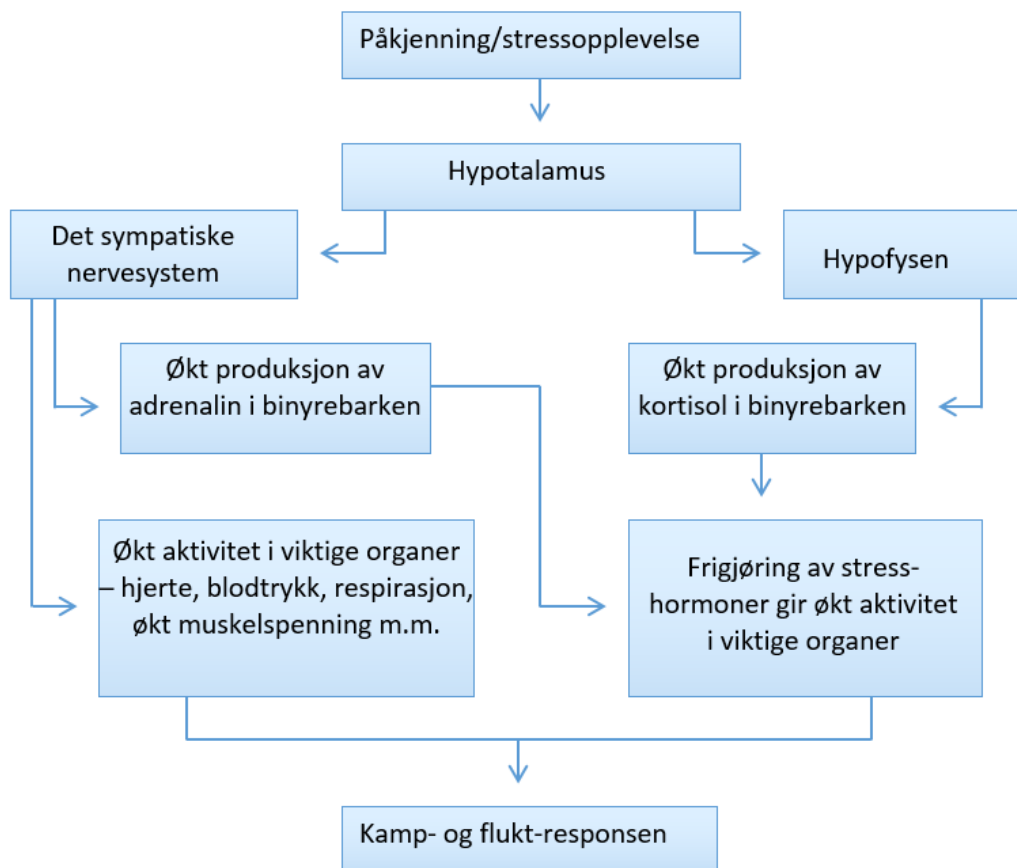 Påkjenning/stressopplevelse
Hypotalamus
Det sympatiske
nervesystem
Hypofysen
Økt produksjon av
adrenalin i binyrebarken
Økt produksjon av
kortisol i binyrebarken
Økt aktivitet i viktige organer
– hjerte, blodtrykk, respirasjon,
økt muskelspenning m.m.
Frigjøring av stress-
hormoner gir økt aktivitet
i viktige organer
Kamp- og flukt-responsen